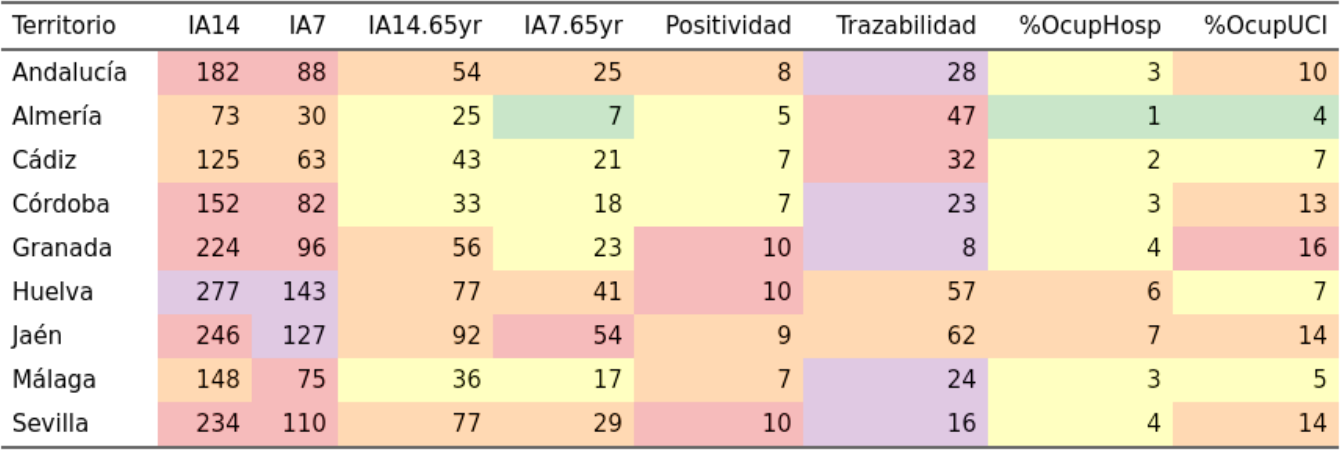 Territorio IA14 IA7 IA14.65yr IA7.65yr Positividad Trazabilidad %OcupHosp %OcupUCI
Andalucía 182 88 54 25 8 28 3 10
Almería 73 30 25 7 5 47 1 4
Cádiz 125 63 43 21 7 32 2 7
Córdoba 152 82 33 18 7 23 3 13
Granada 224 96 56 23 10 8 4 16
Huelva 277 143 77 41 10 57 6 7
Jaén 246 127 92 54 9 62 7 14
Málaga 148 75 36 17 7 24 3 5
Sevilla 234 110 77 29 10 16 4 14